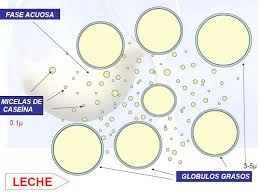 FASE ACUOSA
MICELAS DE
CASEÍNA
0.1µ
3-5µ
GLOBULOS GRASOS
LECHE